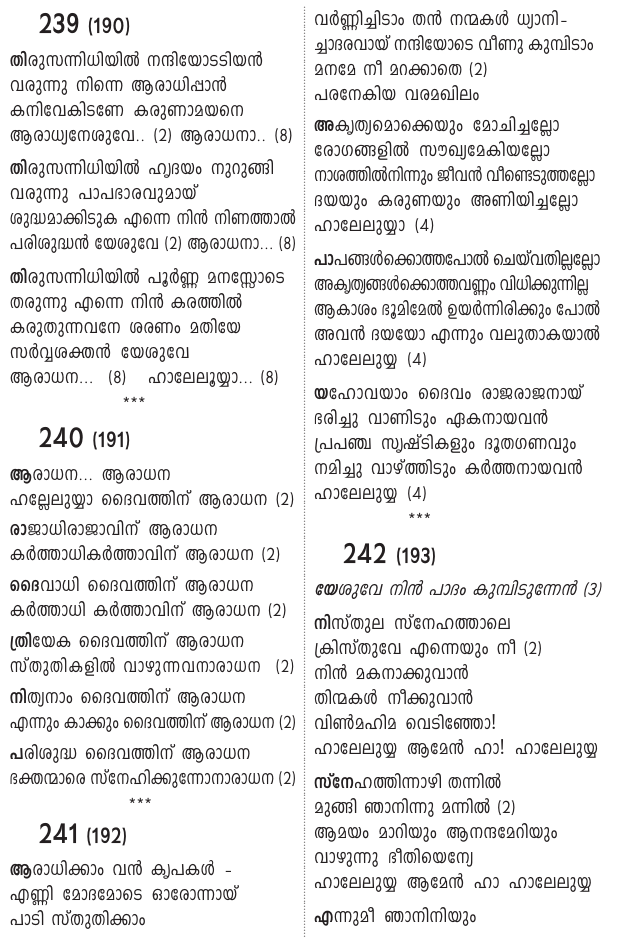 239 (190)
തിരുസന്നിധിയിൽ നന്ദിയോടടിയൻ
വരുന്നു നിന്നെ ആരാധിപ്പാൻ
കനിവേകിടണേ കരുണാമയനെ
ആരാധ്യനേശുവേ.. (2) ആരാധനാ.. (8)
തിരുസന്നിധിയിൽ ഹൃദയം നുറുങ്ങി
വരുന്നു പാപഭാരവുമായ്
ശുദ്ധമാക്കിടുക എന്നെ നിൻ നിണത്താൽ
പരിശുദ്ധൻ യേശുവേ (2) ആരാധനാ... (8)
തിരുസന്നിധിയിൽ പൂർണ്ണ മനസ്സോടെ
തരുന്നു എന്നെ നിൻ കരത്തിൽ
കരുതുന്നവനേ ശരണം മതിയേ
സർവ്വശക്തൻ യേശുവേ
ആരാധന... (8) ഹാലേലൂയ്യാ... (8)
***
240 (191)
ആരാധന... ആരാധന
ഹല്ലേലുയ്യാ ദൈവത്തിന് ആരാധന (2)
രാജാധിരാജാവിന് ആരാധന
കർത്താധികർത്താവിന് ആരാധന (2)
ദൈവാധി ദൈവത്തിന് ആരാധന
കർത്താധി കർത്താവിന് ആരാധന (2)
ത്രിയേക ദൈവത്തിന് ആരാധന
സ്തുതികളിൽ വാഴുന്നവനാരാധന (2)
നിത്യനാം ദൈവത്തിന് ആരാധന
എന്നും കാക്കും ദൈവത്തിന് ആരാധന (2)
പരിശുദ്ധ ദൈവത്തിന് ആരാധന
ഭക്തന്മാരെ സ്നേഹിക്കുന്നോനാരാധന (2)
***
241 (192)
ആരാധിക്കാം വൻ കൃപകൾ -
എണ്ണി മോദമോടെ ഓരോന്നായ്
പാടി സ്തുതിക്കാം
വർണ്ണിച്ചിടാം തൻ നന്മകൾ ധ്യാനി-
ച്ചാദരവായ് നന്ദിയോടെ വീണു കുമ്പിടാം
മനമേ നീ മറക്കാതെ (2)
പരനേകിയ വരമഖിലം
അകൃത്യമൊക്കെയും മോചിച്ചല്ലോ
രോഗങ്ങളിൽ സൗഖ്യമേകിയല്ലോ
നാശത്തിൽനിന്നും ജീവൻ വീണ്ടെടുത്തല്ലോ
ദയയും കരുണയും അണിയിച്ചല്ലോ
ഹാലേലുയ്യാ (4)
പാപങ്ങൾക്കൊത്തപോൽ ചെയ്‌വതില്ലല്ലോ
അകൃത്യങ്ങൾക്കൊത്തവണ്ണം വിധിക്കുന്നില്ല
ആകാശം ഭൂമിമേൽ ഉയർന്നിരിക്കും പോൽ
അവൻ ദയയോ എന്നും വലുതാകയാൽ
ഹാലേലുയ്യ (4)
യഹോവയാം ദൈവം രാജരാജനായ്
ഭരിച്ചു വാണിടും ഏകനായവൻ
പ്രപഞ്ച സൃഷ്ടികളും ദൂതഗണവും
നമിച്ചു വാഴ്ത്തിടും കർത്തനായവൻ
ഹാലേലുയ്യ (4)
***
242 (193)
യേശുവേ നിൻ പാദം കുമ്പിടുന്നേൻ (3)
നിസ്തുല സ്നേഹത്താലെ
ക്രിസ്തുവേ എന്നെയും നീ (2)
നിൻ മകനാക്കുവാൻ
തിന്മകൾ നീക്കുവാൻ
വിൺമഹിമ വെടിഞ്ഞോ!
ഹാലേലുയ്യ ആമേൻ ഹാ! ഹാലേലുയ്യ
സ്നേഹത്തിന്നാഴി തന്നിൽ
മുങ്ങി ഞാനിന്നു മന്നിൽ (2)
ആമയം മാറിയും ആനന്ദമേറിയും
വാഴുന്നു ഭീതിയെന്യേ
ഹാലേലുയ്യ ആമേൻ ഹാ ഹാലേലുയ്യ
എന്നുമീ ഞാനിനിയും